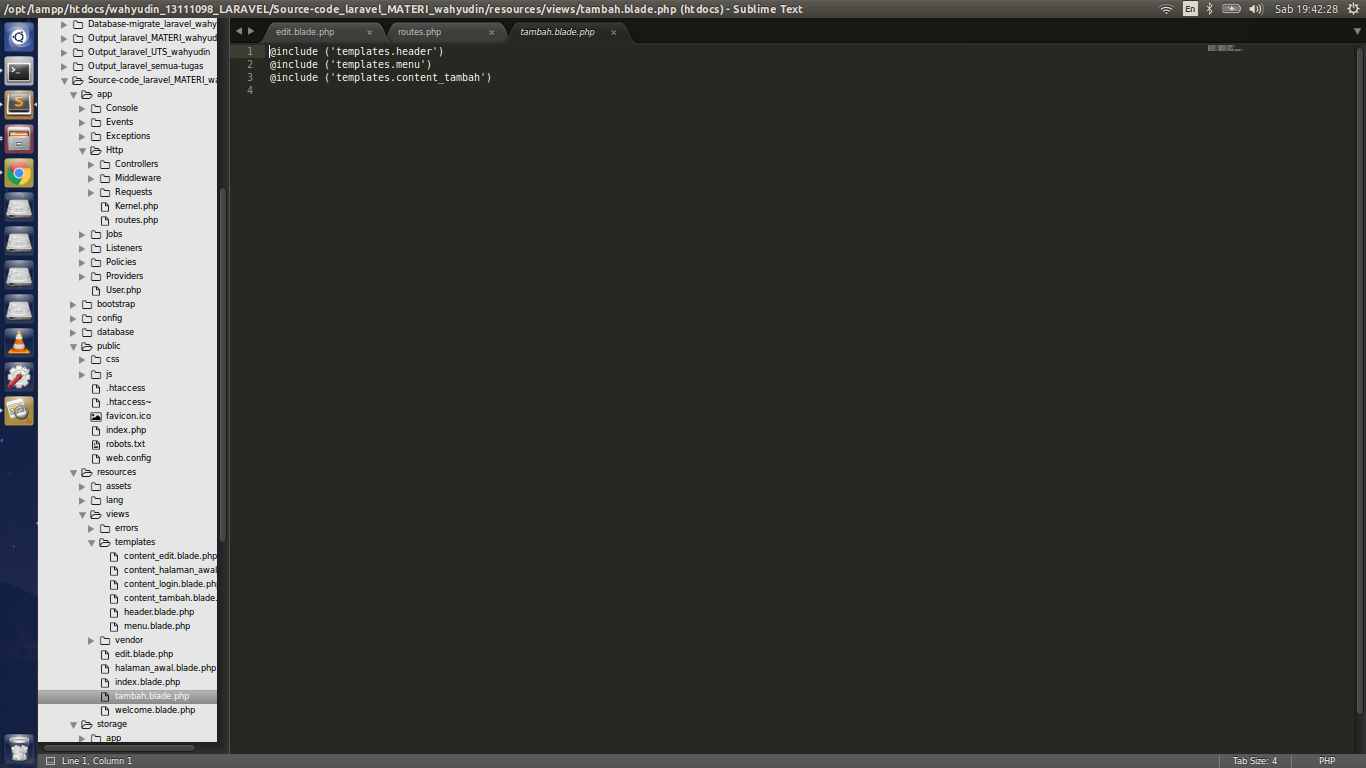 /opt/lampp/htdocs/wahyudin_13111098_LARAVEL/Source-code_laravel_MATERI_wahyudin/resources/views/tambah.blade.php (htdocs) - Sublime Text
En
Sab 19:42:28
edit.blade.php
routes.php
tambah.blade.php
Database-migrate_laravel_wahy
Output_laravel_MATERI_wahyud
Output_laravel_UTS_wahyudin
Output_laravel_semua-tugas
Source-code_laravel_MATERI_wa
app
Console
Events
Exceptions
Http
Controllers
Middleware
Requests
Kernel.php
routes.php
Jobs
Listeners
Policies
Providers
User.php
bootstrap
config
database
public
css
js
.htaccess
.htaccess~
favicon.ico
index.php
robots.txt
web.config
resources
assets
lang
views
errors
templates
content_edit.blade.php
content_halaman_awal
content_login.blade.ph
content_tambah.blade.
header.blade.php
menu.blade.php
vendor
edit.blade.php
halaman_awal.blade.php
index.blade.php
tambah.blade.php
welcome.blade.php
storage
app
1 @include ('templates.header')
2 @include ('templates.menu')
3 @include ('templates.content_tambah')
4
Line 1, Column 1
Tab Size: 4
PHP